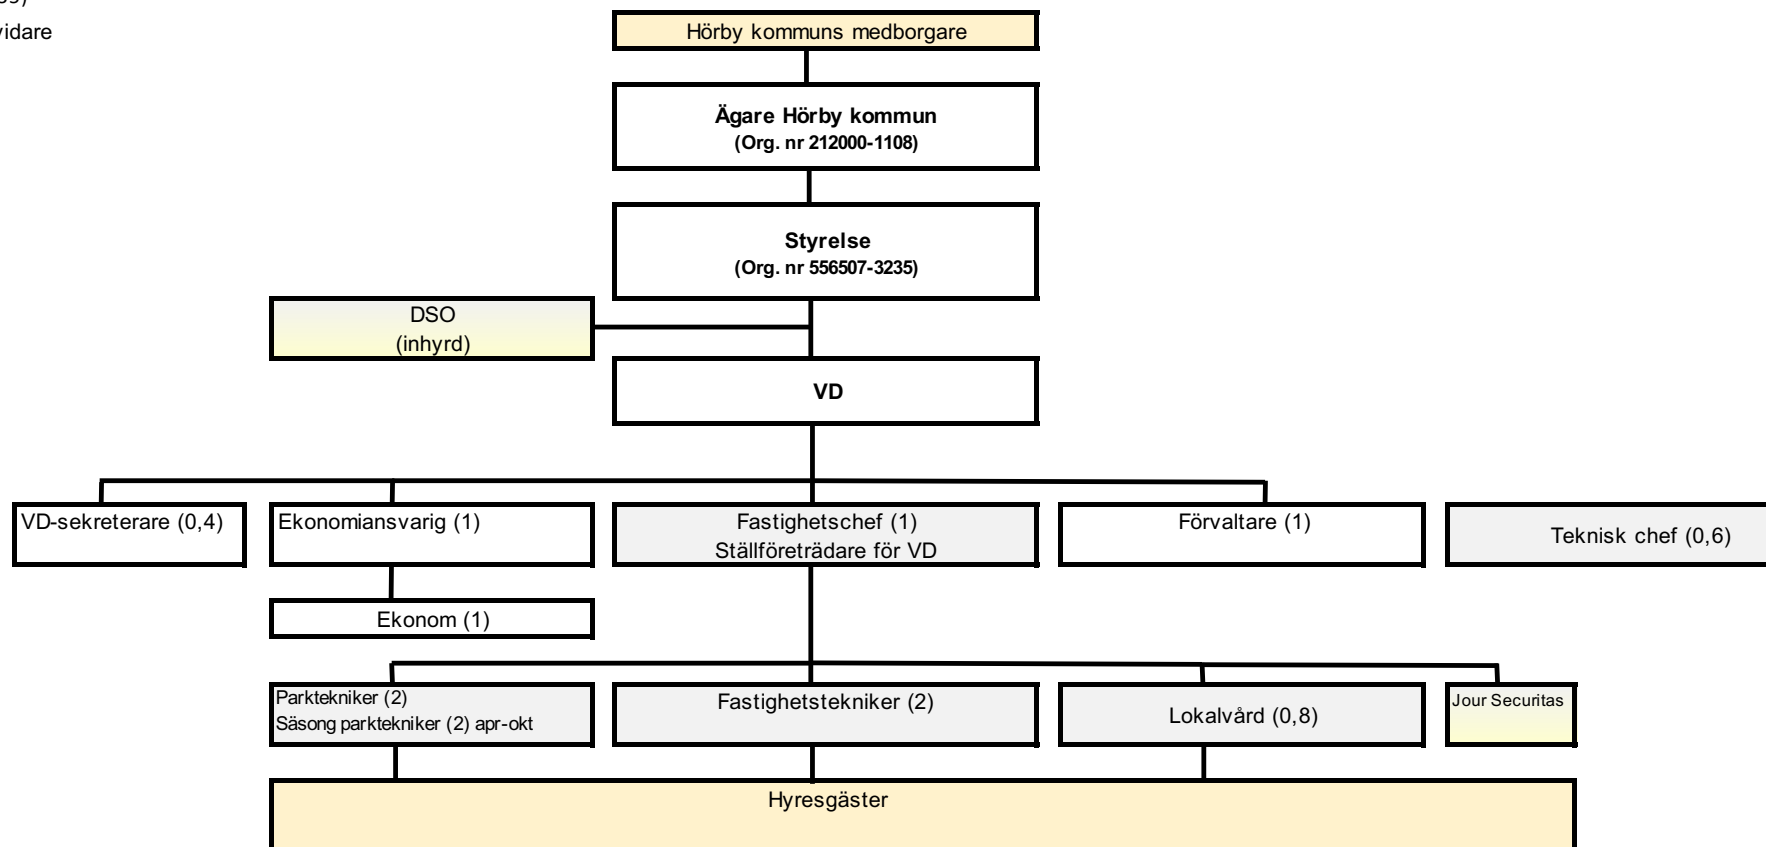 vidare
Hörby kommuns medborgare
Ägare Hörby kommun
(Org. nr 212000-1108)
Styrelse
(Org. nr 556507-3235)
DSO
(inhyrd)
VD
VD-sekreterare (0,4)
Ekonomiansvarig (1)
Fastighetschef (1)
Ställföreträdare för VD
Förvaltare (1)
Teknisk chef (0,6)
Ekonom (1)
Parktekniker (2)
Säsong parktekniker (2) apr-okt
Fastighetstekniker (2)
Lokalvård (0,8)
Jour Securitas
Hyresgäster